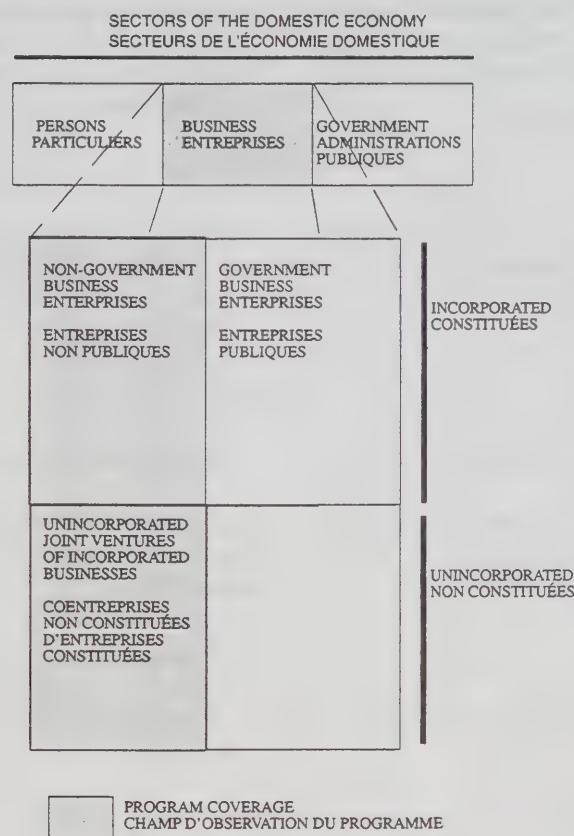 SECTORS OF THE DOMESTIC ECONOMY
SECTEURS DE L'ÉCONOMIE DOMESTIQUE
PERSONS
PARTICULIERS
BUSINESS
ENTREPRISES
GOVERNMENT
ADMINISTRATIONS
PUBLIQUES
NON-GOVERNMENT
BUSINESS
ENTERPRISES
ENTREPRISES
NON PUBLIQUES
GOVERNMENT
BUSINESS
ENTERPRISES
ENTREPRISES
PUBLIQUES
INCORPORATED
CONSTITUÉES
UNINCORPORATED
JOINT VENTURES
OF INCORPORATED
BUSINESSES
COENTREPRISES
NON CONSTITUÉES
D'ENTREPRISES
CONSTITUÉES
UNINCORPORATED
NON CONSTITUÉES
PROGRAM COVERAGE
CHAMP D'OBSERVATION DU PROGRAMME